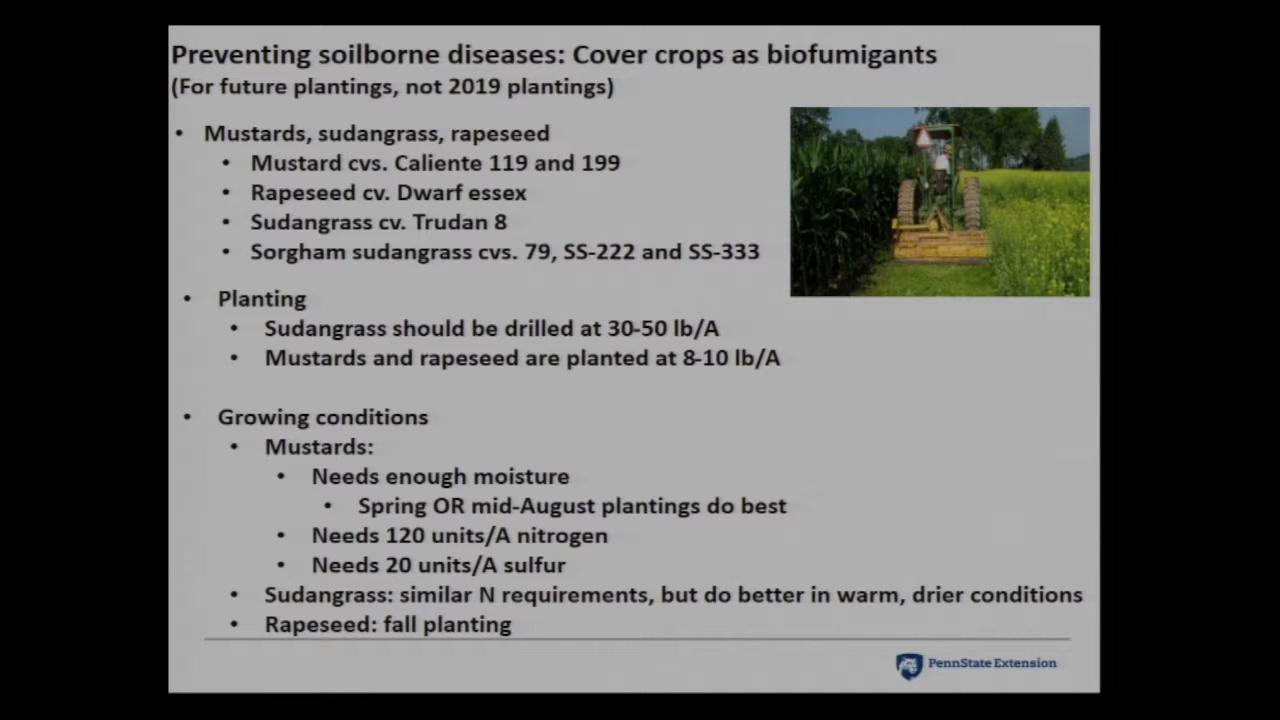 Preventing soilborne diseases: Cover crops as biofumigants
(For future plantings, not 2019 plantings)
• Mustards, sudangrass, rapeseed
• Mustard cvs. Caliente 119 and 199
• Rapeseed cv. Dwarf essex
• Sudangrass cv. Trudan 8
• Sorgham sudangrass cvs. 79, SS-222 and SS-333
• Planting
• Sudangrass should be drilled at 30-50 lb/A
• Mustards and rapeseed are planted at 8-10 lb/A
• Growing conditions
• Mustards:
• Needs enough moisture
• Spring OR mid-August plantings do best
• Needs 120 units/A nitrogen
• Needs 20 units/A sulfur
• Sudangrass: similar N requirements, but do better in warm, drier conditions
• Rapeseed: fall planting
PennState Extension